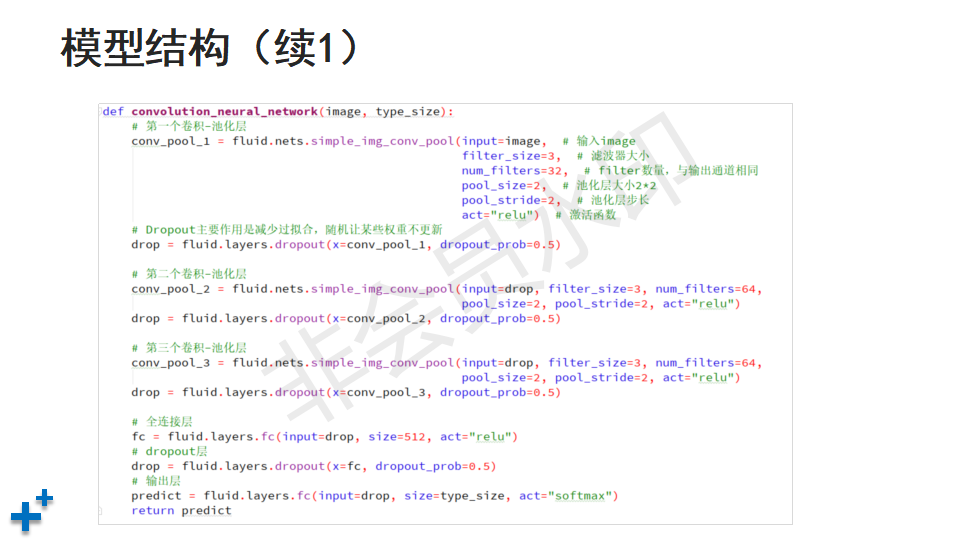 模型结构（续1）
def convolution_neural_network(image, type_size):
    # 第一个卷积-池化层
    conv_pool_1 = fluid.nets.simple_img_conv_pool(input=image,  # 输入image
                                                  filter_size=3,  # 滤波器大小
                                                  num_filters=32,  # filter数量，与输出通道相同
                                                  pool_size=2,  # 池化层大小2*2
                                                  pool_stride=2,  # 池化层步长
                                                  act="relu")  # 激活函数
    # Dropout主要作用是减少过拟合，随机让某些权重不更新
    drop = fluid.layers.dropout(x=conv_pool_1, dropout_prob=0.5)
    # 第二个卷积-池化层
    conv_pool_2 = fluid.nets.simple_img_conv_pool(input=drop, filter_size=3, num_filters=64,
                                                  pool_size=2, pool_stride=2, act="relu")
    drop = fluid.layers.dropout(x=conv_pool_2, dropout_prob=0.5)
    # 第三个卷积-池化层
    conv_pool_3 = fluid.nets.simple_img_conv_pool(input=drop, filter_size=3, num_filters=64,
                                                  pool_size=2, pool_stride=2, act="relu")
    drop = fluid.layers.dropout(x=conv_pool_3, dropout_prob=0.5)
    # 全连接层
    fc = fluid.layers.fc(input=drop, size=512, act="relu")
    # dropout层
    drop = fluid.layers.dropout(x=fc, dropout_prob=0.5)
    # 输出层
    predict = fluid.layers.fc(input=drop, size=type_size, act="softmax")
    return predict
非会员水印